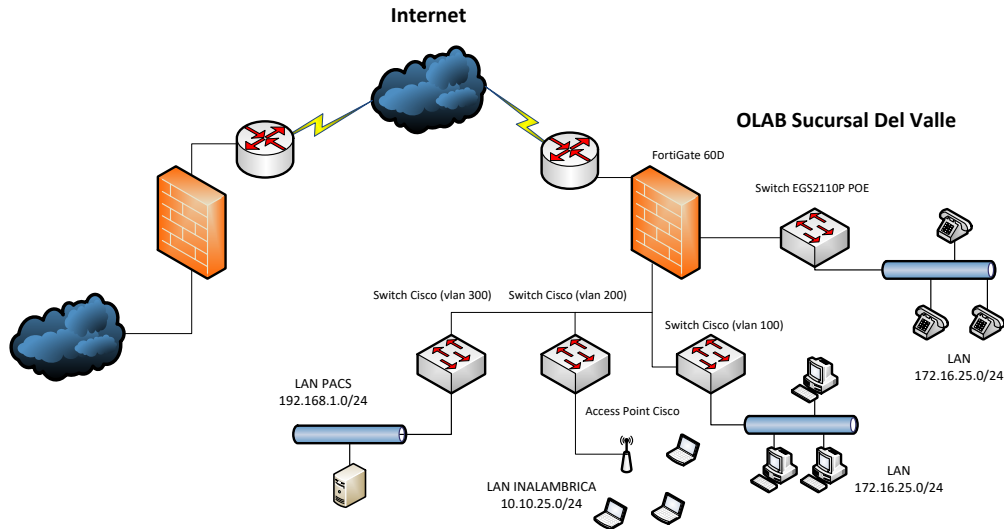 Internet
OLAB Sucursal Del Valle
FortiGate 60D
Switch EGS2110P POE
Switch Cisco (vlan 300)
Switch Cisco (vlan 200)
Switch Cisco (vlan 100)
LAN
172.16.25.0/24
LAN PACS
192.168.1.0/24
Access Point Cisco
LAN INALAMBRICA
10.10.25.0/24
LAN
172.16.25.0/24